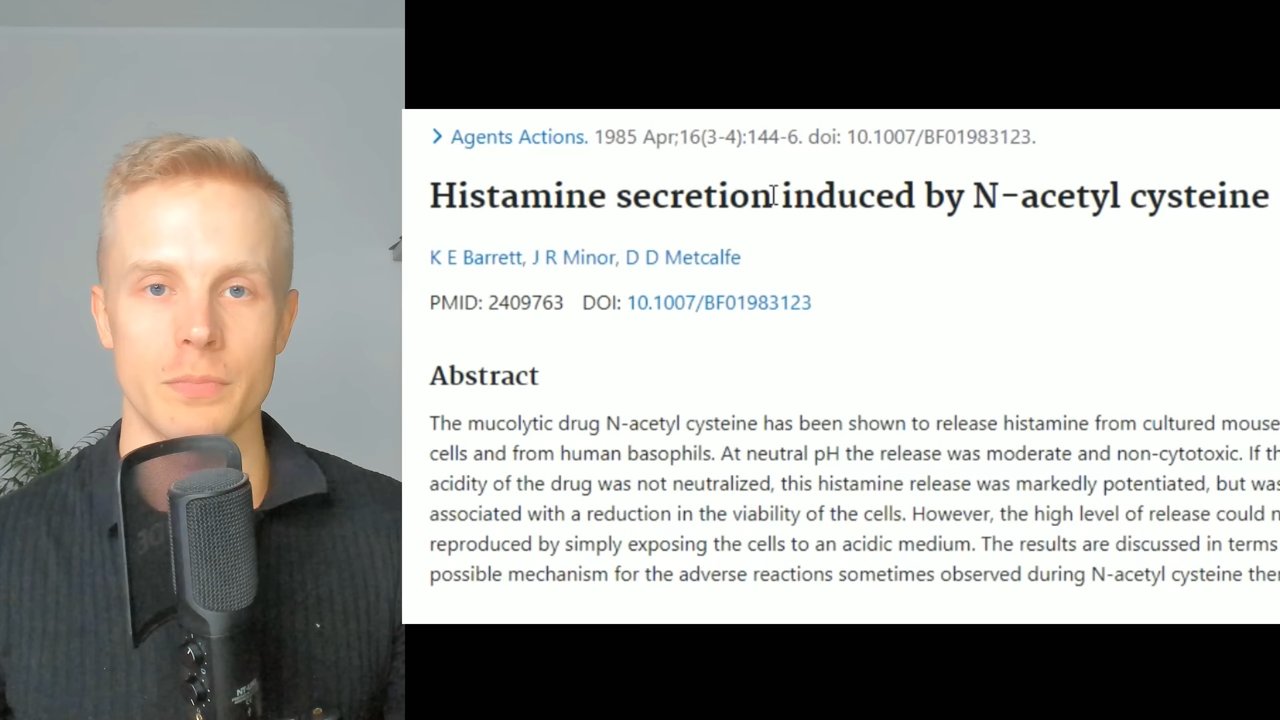 Agents Actions. 1985 Apr;16(3-4):144-6. doi: 10.1007/BF01983123.
Histamine secretion induced by N-acetyl cysteine
K E Barrett, J R Minor, D D Metcalfe
PMID: 2409763 DOI: 10.1007/BF01983123
Abstract
The mucolytic drug N-acetyl cysteine has been shown to release histamine from cultured mouse
cells and from human basophils. At neutral pH the release was moderate and non-cytotoxic. If
acidity of the drug was not neutralized, this histamine release was markedly potentiated, but
associated with a reduction in the viability of the cells. However, the high level of release could
reproduced by simply exposing the cells to an acidic medium. The results are discussed in terms
possible mechanism for the adverse reactions sometimes observed during N-acetyl cysteine